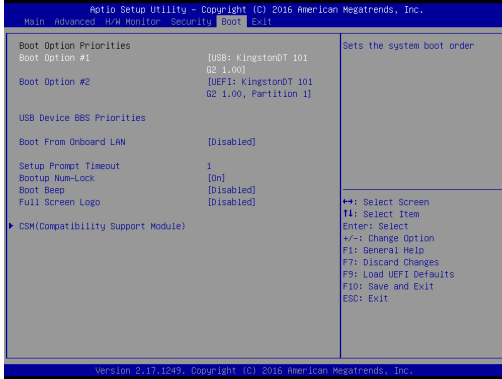 Aptio Setup Utility – Copyright (C) 2016 American Megatrends, Inc.
Main Advanced H/W Monitor Security Boot Exit
Boot Option Priorities
Boot Option #1 [USB: KingstonDT 101
G2 1.00]
Boot Option #2 [UEFI: KingstonDT 101
G2 1.00, Partition 1]
USB Device BBS Priorities
Boot From Onboard LAN [Disabled]
Setup Prompt Timeout 1
Bootup Num-Lock [On]
Boot Beep [Disabled]
Full Screen Logo [Disabled]
CSM(Compatibility Support Module)
Sets the system boot order
↔: Select Screen
↑↓: Select Item
Enter: Select
+/-: Change Option
F1: General Help
F7: Discard Changes
F9: Load UEFI Defaults
F10: Save and Exit
ESC: Exit
Version 2.17.1249. Copyright (C) 2016 American Megatrends, Inc.